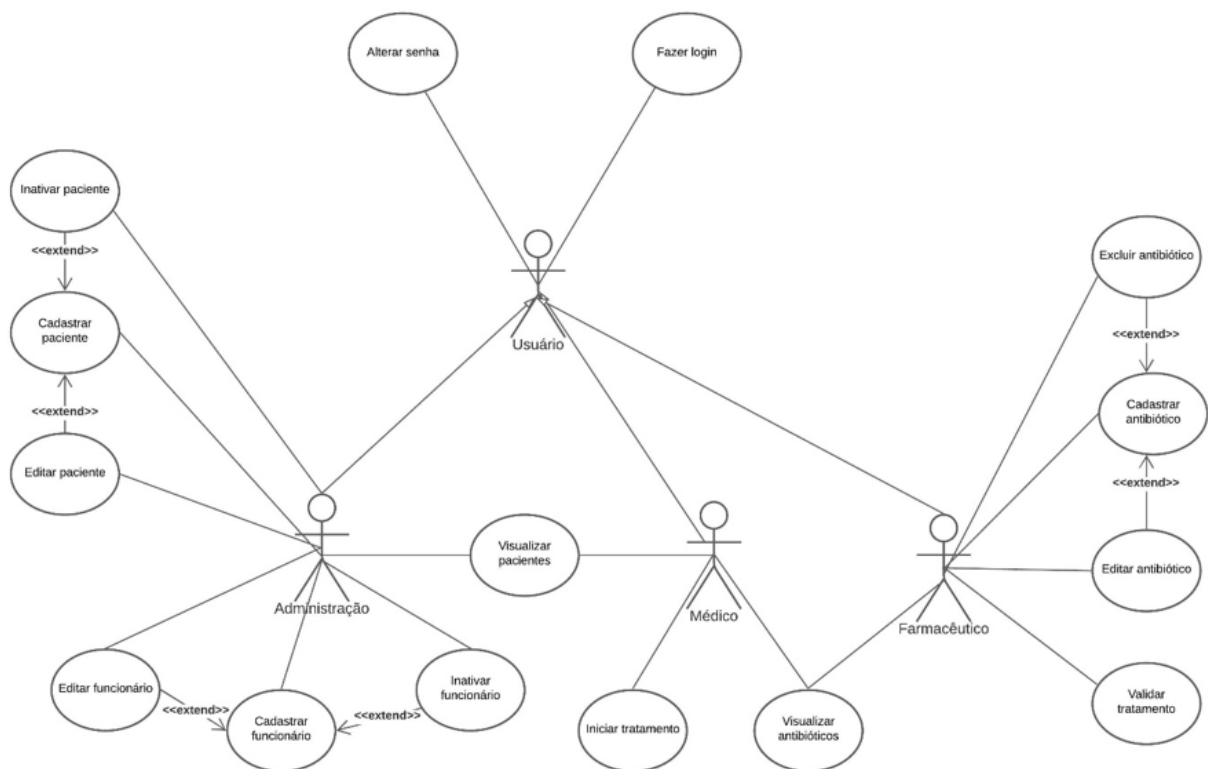 Alterar senha
Fazer login
Inativar paciente
<<extend>>
Cadastrar
paciente
<<extend>>
Editar paciente
Usuário
Excluír antibiótico
<<extend>>
Cadastrar
antibiótico
<<extend>>
Editar antibiótico
Visualizar
pacientes
Administração
Médico
Farmacêutico
Editar funcionário
<<extend>>
Cadastrar
funcionário
<<extend>>
Inativar
funcionário
Iniciar tratamento
Visualizar
antibióticos
Validar
tratamento